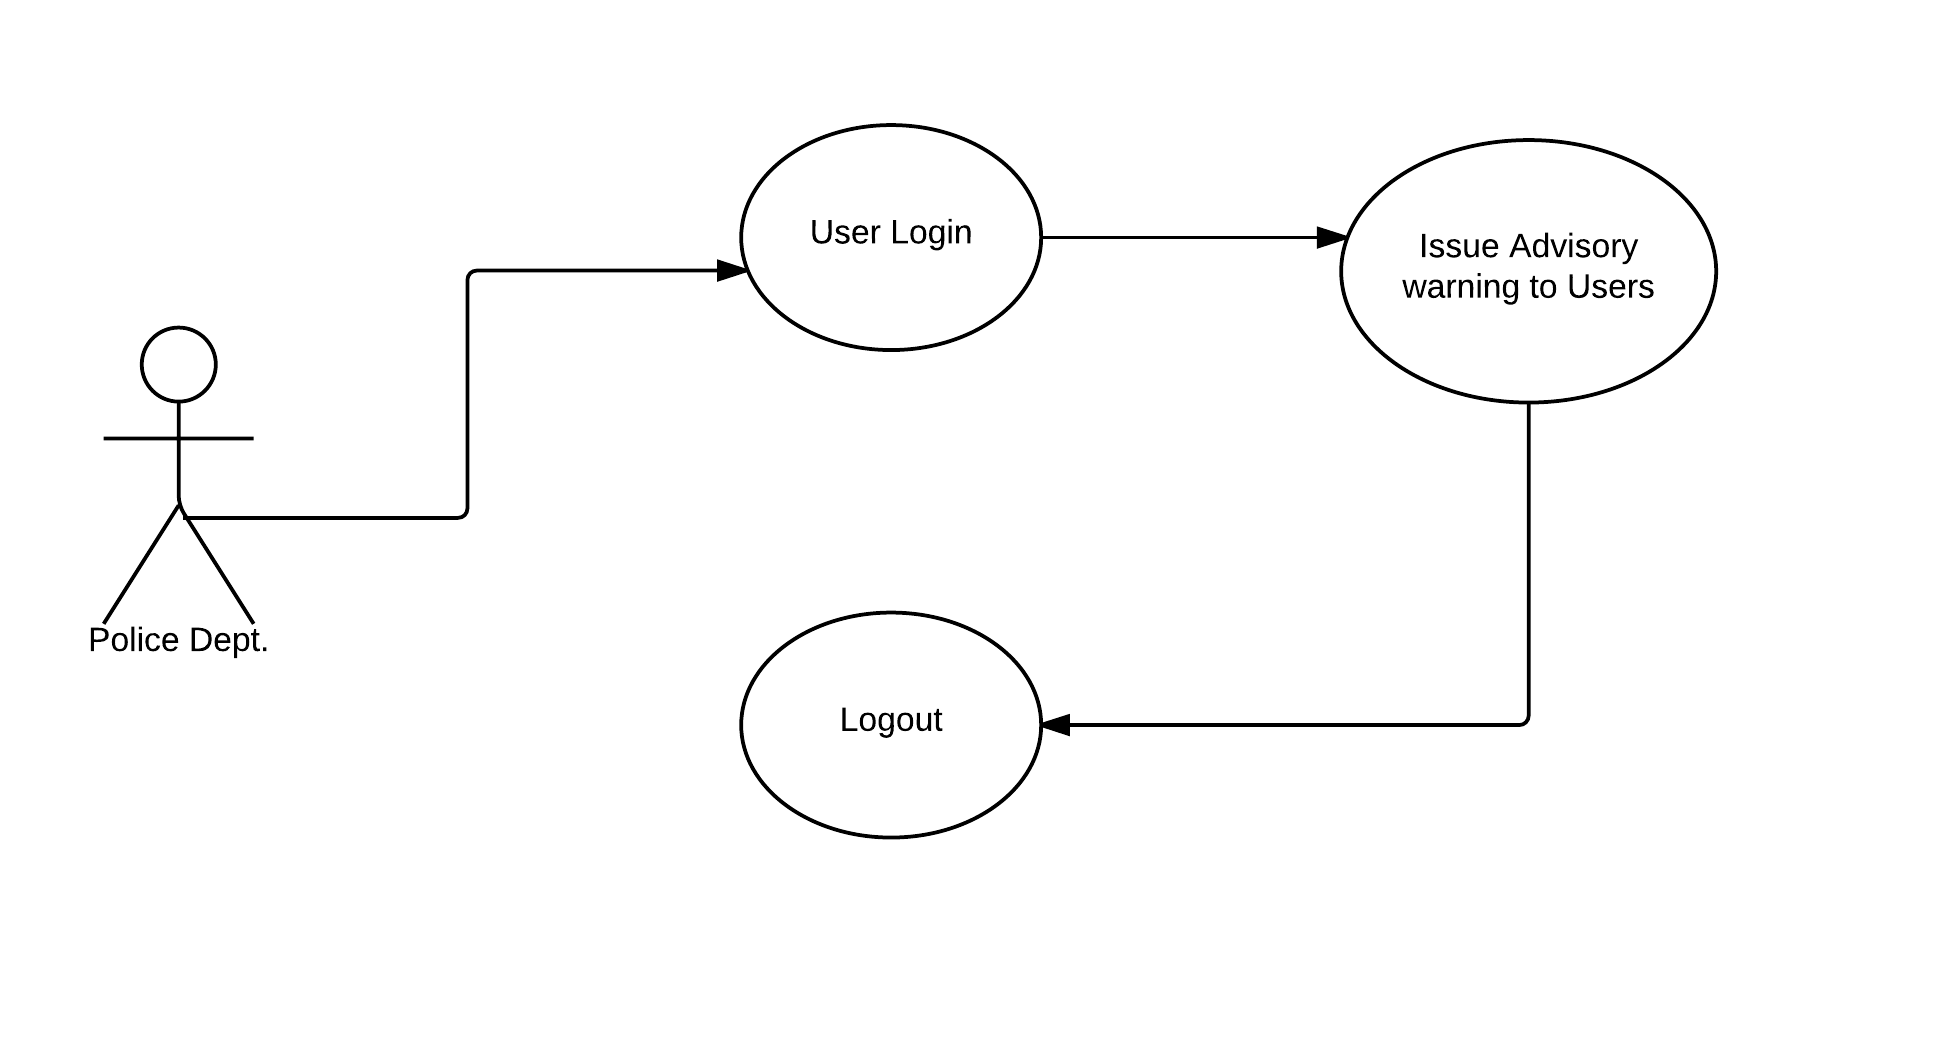 User Login
Issue Advisory
warning to Users
Police Dept.
Logout